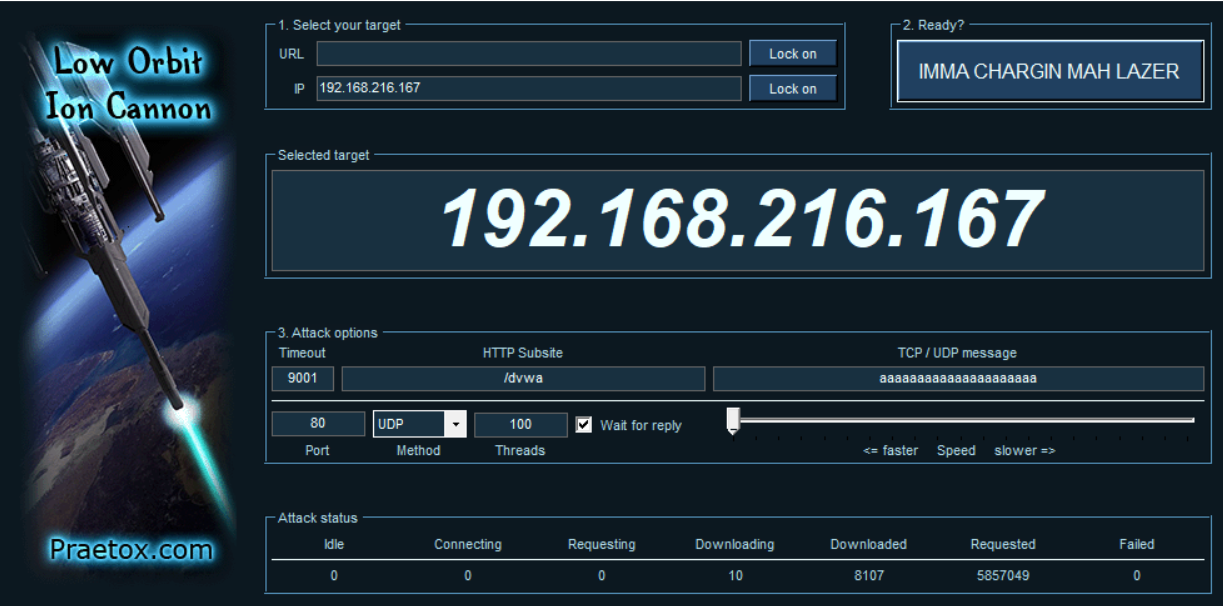 Low Orbit
Ion Cannon
Praetox.com
1. Select your target
URL Lock on
IP 192.168.216.167 Lock on
2. Ready?
IMMA CHARGIN MAH LAZER
Selected target
192.168.216.167
3. Attack options
Timeout HTTP Subsite TCP / UDP message
9001 /dvwa aaaaaaaaaaaaaaaaaaaaa
80 UDP 100 Wait for reply
Port Method Threads <= faster Speed slower =>
Attack status
Idle Connecting Requesting Downloading Downloaded Requested Failed
0 0 0 10 8107 5857049 0